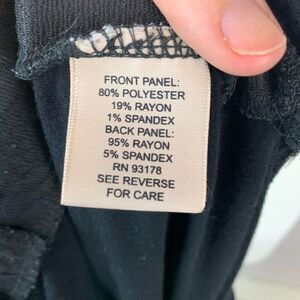 FRONT PANEL:
80% POLYESTER
19% RAYON
1% SPANDEX
BACK PANEL:
95% RAYON
5% SPANDEX
RN 93178
SEE REVERSE
FOR CARE